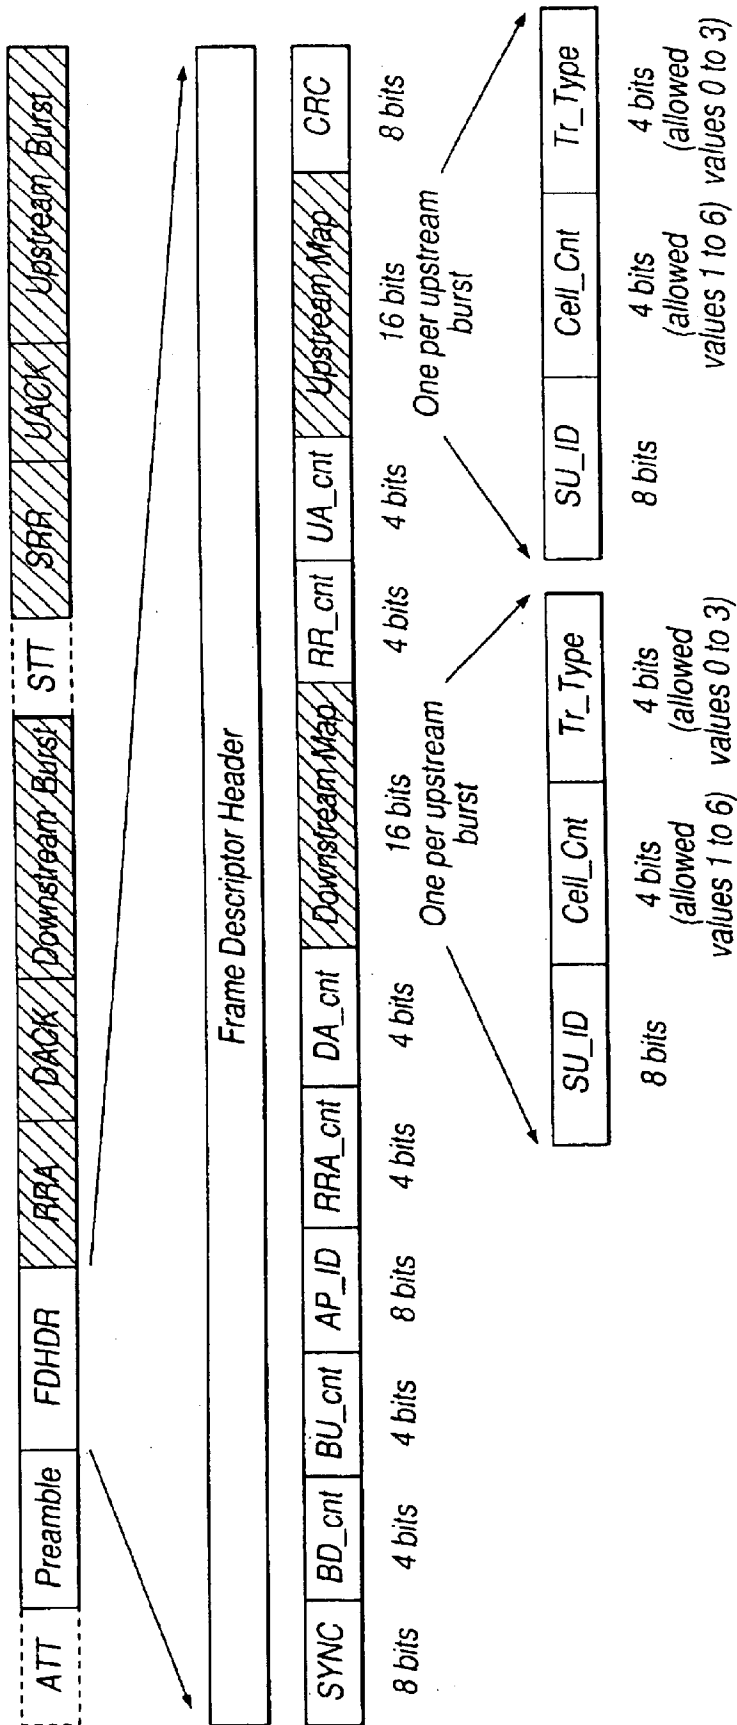 ATT
Preamble
FDHDR
RRA
DACK
Downstream Burst
STT
SRR
UACK
Upstream Burst
Frame Descriptor Header
SYNC
BD_cnt
BU_cnt
AP_ID
RRA_cnt
DA_cnt
Downstream Map
RR_cnt
UA_cnt
Upstream Map
CRC
8 bits
4 bits
4 bits
8 bits
4 bits
4 bits
16 bits
One per upstream
burst
4 bits
4 bits
16 bits
One per upstream
burst
8 bits
SU_ID
Cell_Cnt
Tr_Type
8 bits
4 bits
(allowed
values 1 to 6)
4 bits
(allowed
values 0 to 3)
SU_ID
Cell_Cnt
Tr_Type
8 bits
4 bits
(allowed
values 1 to 6)
4 bits
(allowed
values 0 to 3)